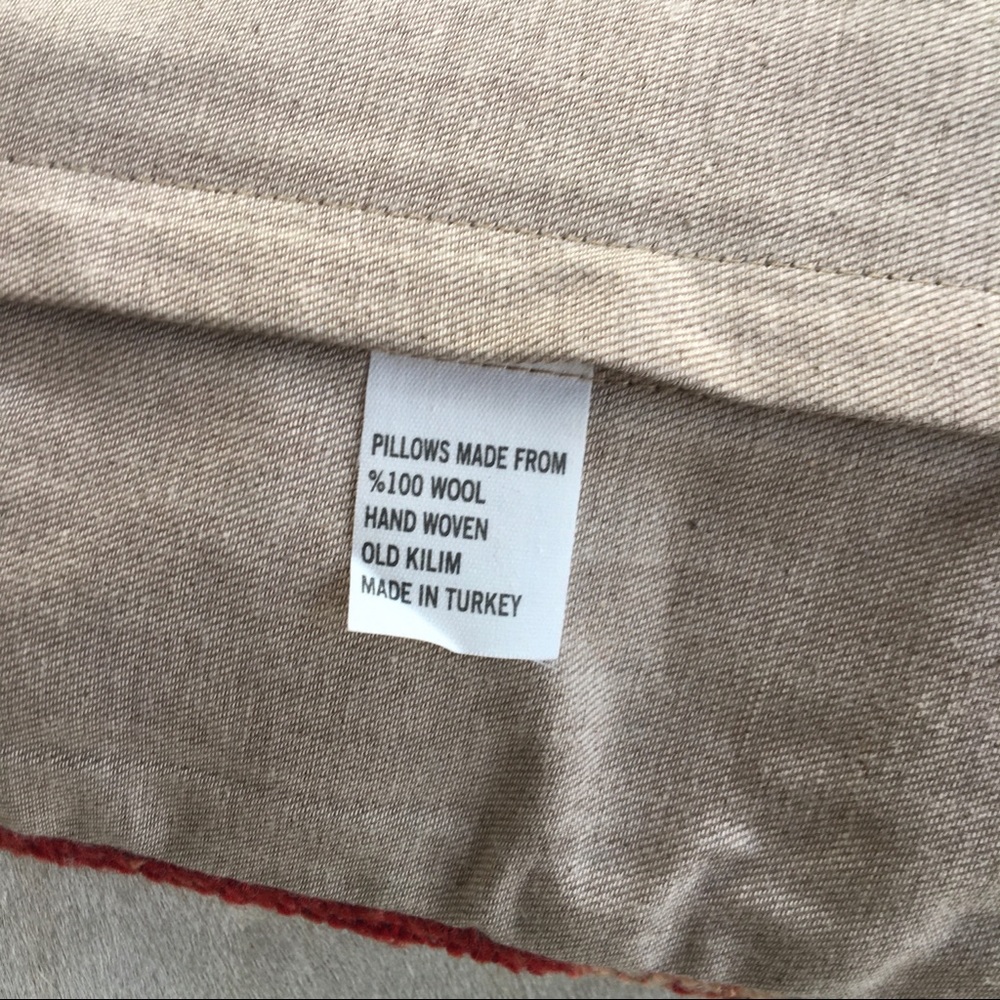 PILLOWS MADE FROM
%100 WOOL
HAND WOVEN
OLD KILIM
MADE IN TURKEY